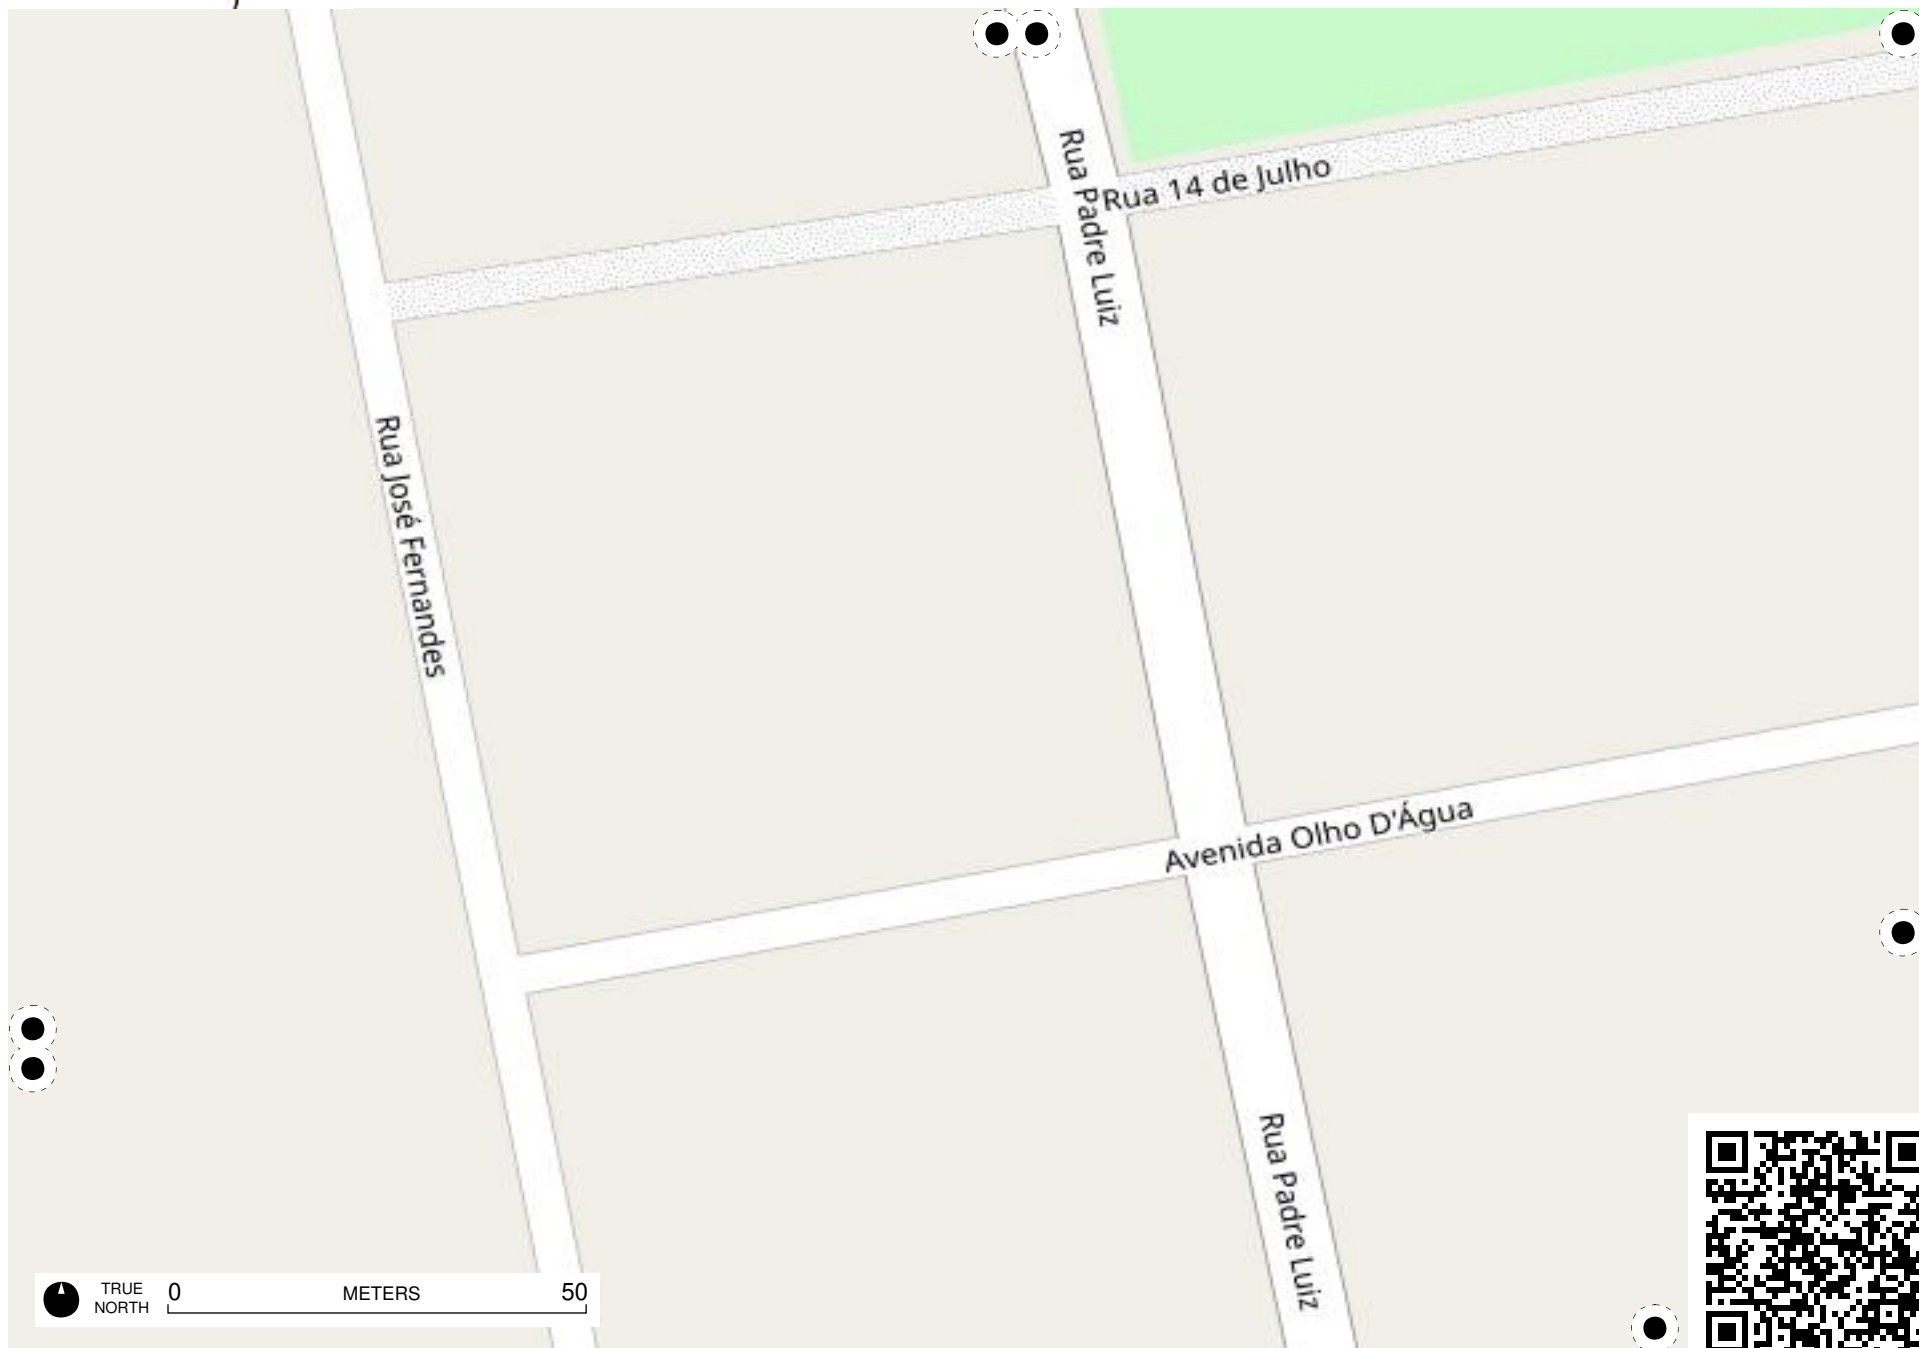 Rua Padre Luiz
Rua 14 de Julho
Rua José Fernandes
Avenida Olho D'Água
Rua Padre Luiz
TRUE
NORTH
0 METERS 50